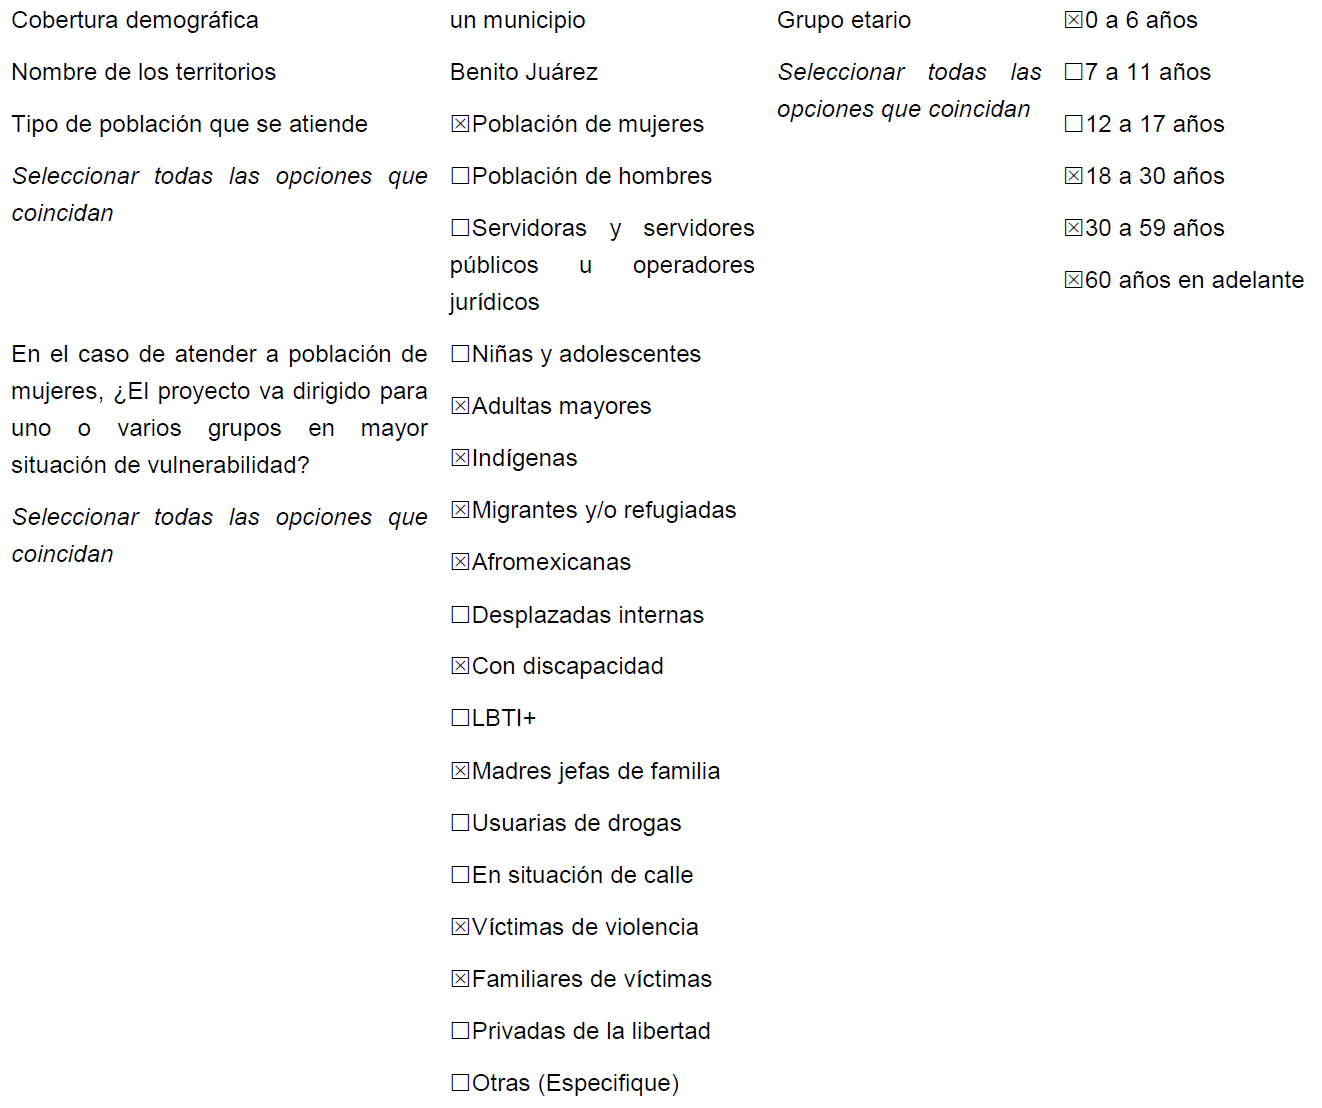 Cobertura demográfica
un municipio
Nombre de los territorios
Benito Juárez
Tipo de población que se atiende
Seleccionar todas las opciones que
coincidan
☒Población de mujeres
☐Población de hombres
☐Servidoras y servidores
públicos u operadores
jurídicos
Grupo etario
Seleccionar todas las
opciones que coincidan
☒0 a 6 años
☐7 a 11 años
☐12 a 17 años
☒18 a 30 años
☒30 a 59 años
☒60 años en adelante
En el caso de atender a población de
mujeres, ¿El proyecto va dirigido para
uno o varios grupos en mayor
situación de vulnerabilidad?
Seleccionar todas las opciones que
coincidan
☐Niñas y adolescentes
☒Adultas mayores
☒Indígenas
☒Migrantes y/o refugiadas
☒Afromexicanas
☐Desplazadas internas
☒Con discapacidad
☐LBTI+
☒Madres jefas de familia
☐Usuarias de drogas
☐En situación de calle
☒Víctimas de violencia
☒Familiares de víctimas
☐Privadas de la libertad
☐Otras (Especifique)